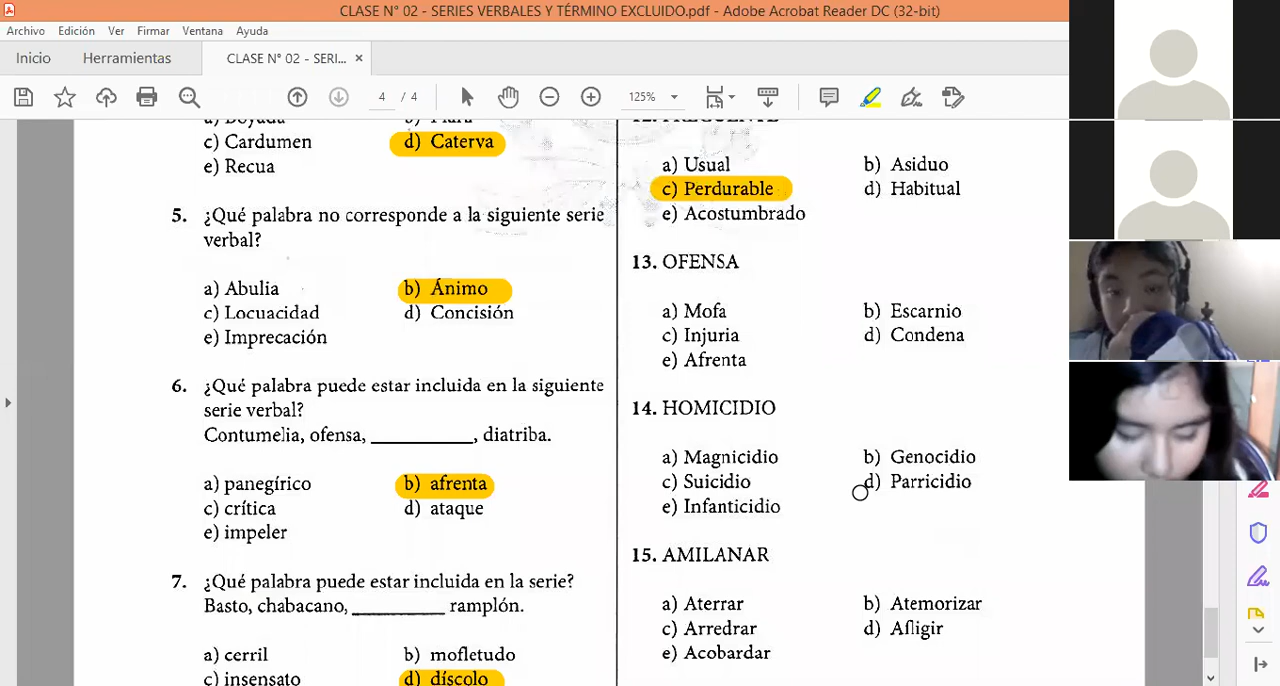 CLASE N° 02 - SERIES VERBALES Y TÉRMINO EXCLUIDO.pdf - Adobe Acrobat Reader DC (32-bit)
Archivo Edición Ver Firmar Ventana Ayuda
Inicio Herramientas CLASE N° 02 - SERI... ×
4 / 4 125%
c) Cardumen d) Caterva
e) Recua
5. ¿Qué palabra no corresponde a la siguiente serie
verbal?
a) Abulia b) Ánimo
c) Locuacidad d) Concisión
e) Imprecación
6. ¿Qué palabra puede estar incluida en la siguiente
serie verbal?
Contumelia, ofensa, __________, diatriba.
a) panegírico b) afrenta
c) crítica d) ataque
e) impeler
7. ¿Qué palabra puede estar incluida en la serie?
Basto, chabacano, _________ ramplón.
a) cerril b) mofletudo
c) insensato d) díscolo
12. FRECUENTE
a) Usual b) Asiduo
c) Perdurable d) Habitual
e) Acostumbrado
13. OFENSA
a) Mofa b) Escarnio
c) Injuria d) Condena
e) Afrenta
14. HOMICIDIO
a) Magnicidio b) Genocidio
c) Suicidio d) Parricidio
e) Infanticidio
15. AMILANAR
a) Aterrar b) Atemorizar
c) Arredrar d) Afligir
e) Acobardar